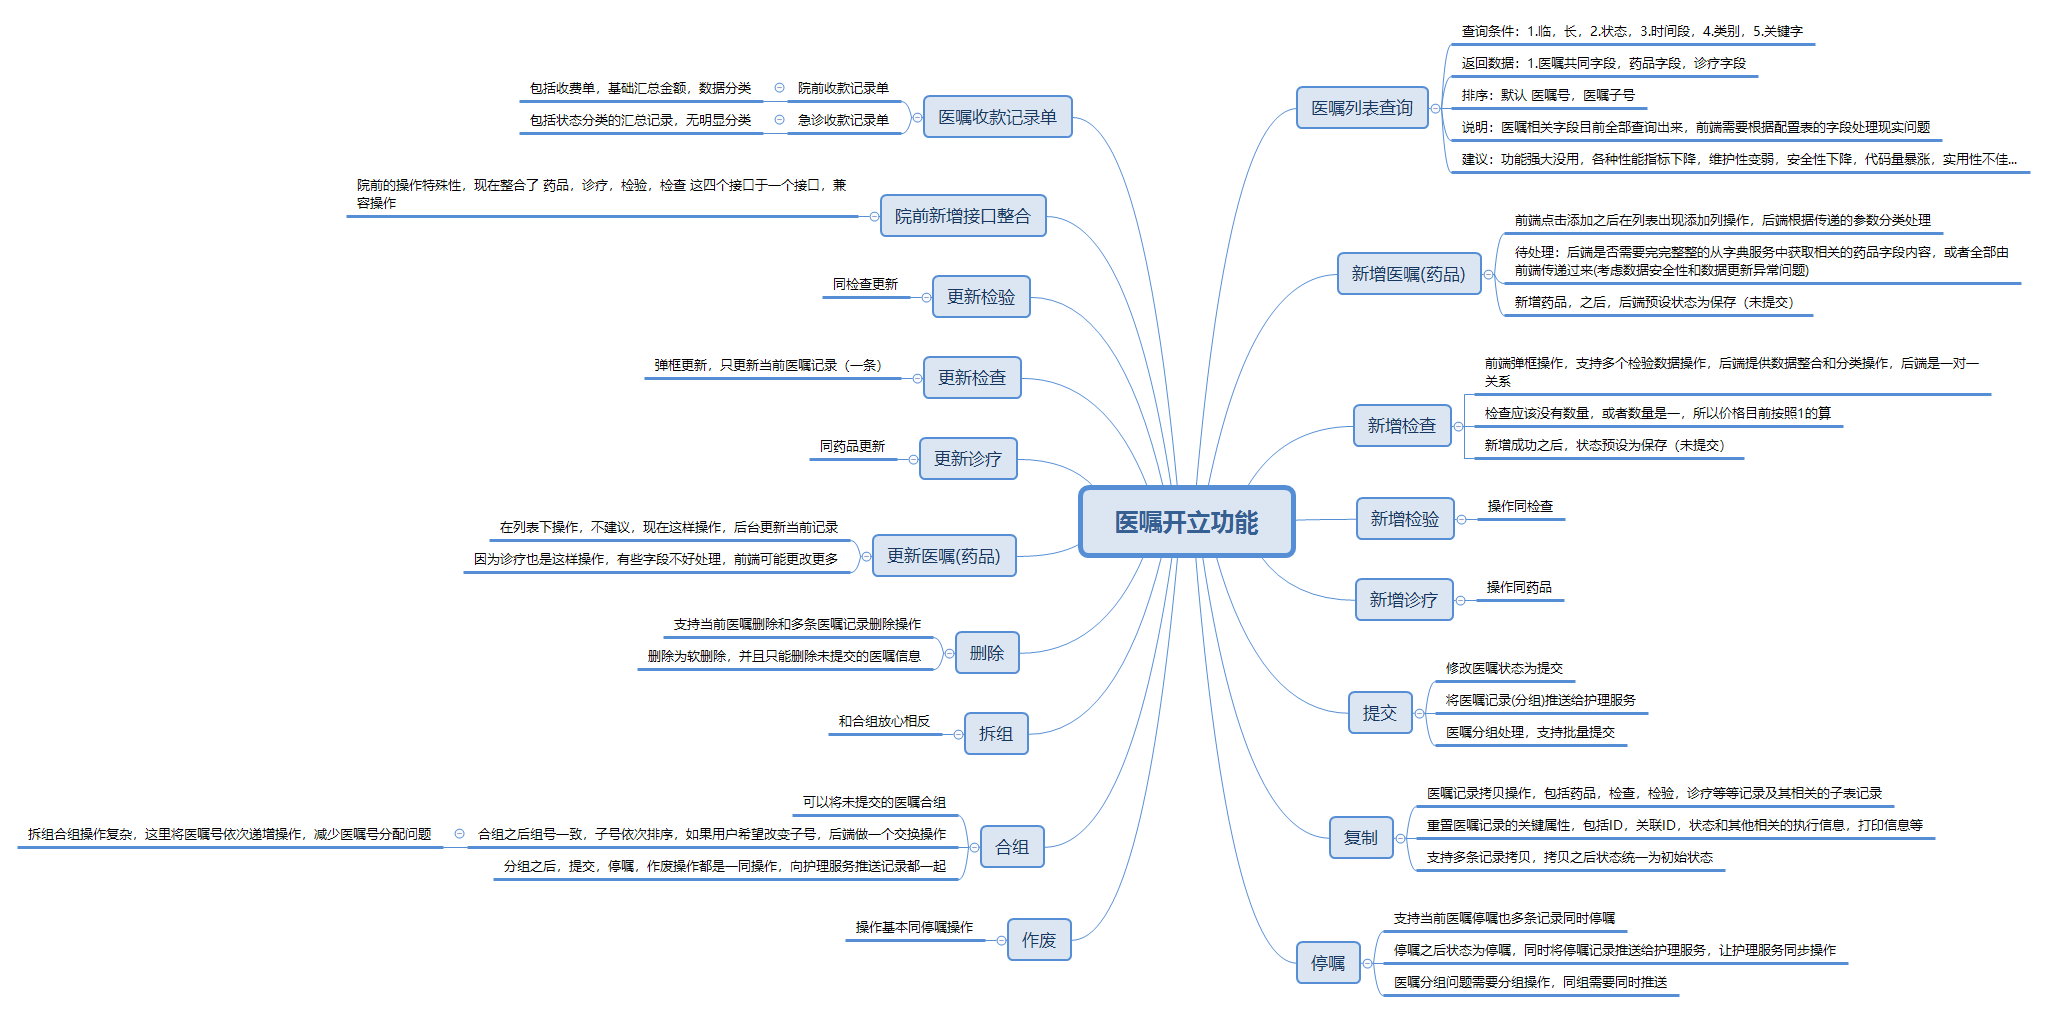 医嘱开立功能
医嘱列表查询
查询条件：1.临，长，2.状态，3.时间段，4.类别，5.关键字
返回数据：1.医嘱共同字段，药品字段，诊疗字段
排序：默认 医嘱号，医嘱子号
说明：医嘱相关字段目前全部查询出来，前端需要根据配置表的字段处理现实问题
建议：功能强大没用，各种性能指标下降，维护性变弱，安全性下降，代码量暴涨，实用性不佳...
新增医嘱(药品)
前端点击添加之后在列表出现添加列操作，后端根据传递的参数分类处理
待处理：后端是否需要完完整整的从字典服务中获取相关的药品字段内容，或者全部由
前端传递过来(考虑数据安全性和数据更新异常问题)
新增药品，之后，后端预设状态为保存（未提交）
新增检查
前端弹框操作，支持多个检验数据操作，后端提供数据整合和分类操作，后端是一对一
关系
检查应该没有数量，或者数量是一，所以价格目前按照1的算
新增成功之后，状态预设为保存（未提交）
新增检验
操作同检查
新增诊疗
操作同药品
提交
修改医嘱状态为提交
将医嘱记录(分组)推送给护理服务
医嘱分组处理，支持批量提交
复制
医嘱记录拷贝操作，包括药品，检查，检验，诊疗等等记录及其相关的子表记录
重置医嘱记录的关键属性，包括ID，关联ID，状态和其他相关的执行信息，打印信息等
支持多条记录拷贝，拷贝之后状态统一为初始状态
停嘱
支持当前医嘱停嘱也多条记录同时停嘱
停嘱之后状态为停嘱，同时将停嘱记录推送给护理服务，让护理服务同步操作
医嘱分组问题需要分组操作，同组需要同时推送
医嘱收款记录单
院前收款记录单
包括收费单，基础汇总金额，数据分类
急诊收款记录单
包括状态分类的汇总记录，无明显分类
院前新增接口整合
院前的操作特殊性，现在整合了 药品，诊疗，检验，检查 这四个接口于一个接口，兼
容操作
更新检验
同检查更新
更新检查
弹框更新，只更新当前医嘱记录（一条）
更新诊疗
同药品更新
更新医嘱(药品)
在列表下操作，不建议，现在这样操作，后台更新当前记录
因为诊疗也是这样操作，有些字段不好处理，前端可能更改更多
删除
支持当前医嘱删除和多条医嘱记录删除操作
删除为软删除，并且只能删除未提交的医嘱信息
拆组
和合组放心相反
合组
可以将未提交的医嘱合组
合组之后组号一致，子号依次排序，如果用户希望改变子号，后端做一个交换操作
拆组合组操作复杂，这里将医嘱号依次递增操作，减少医嘱号分配问题
分组之后，提交，停嘱，作废操作都是一同操作，向护理服务推送记录都一起
作废
操作基本同停嘱操作